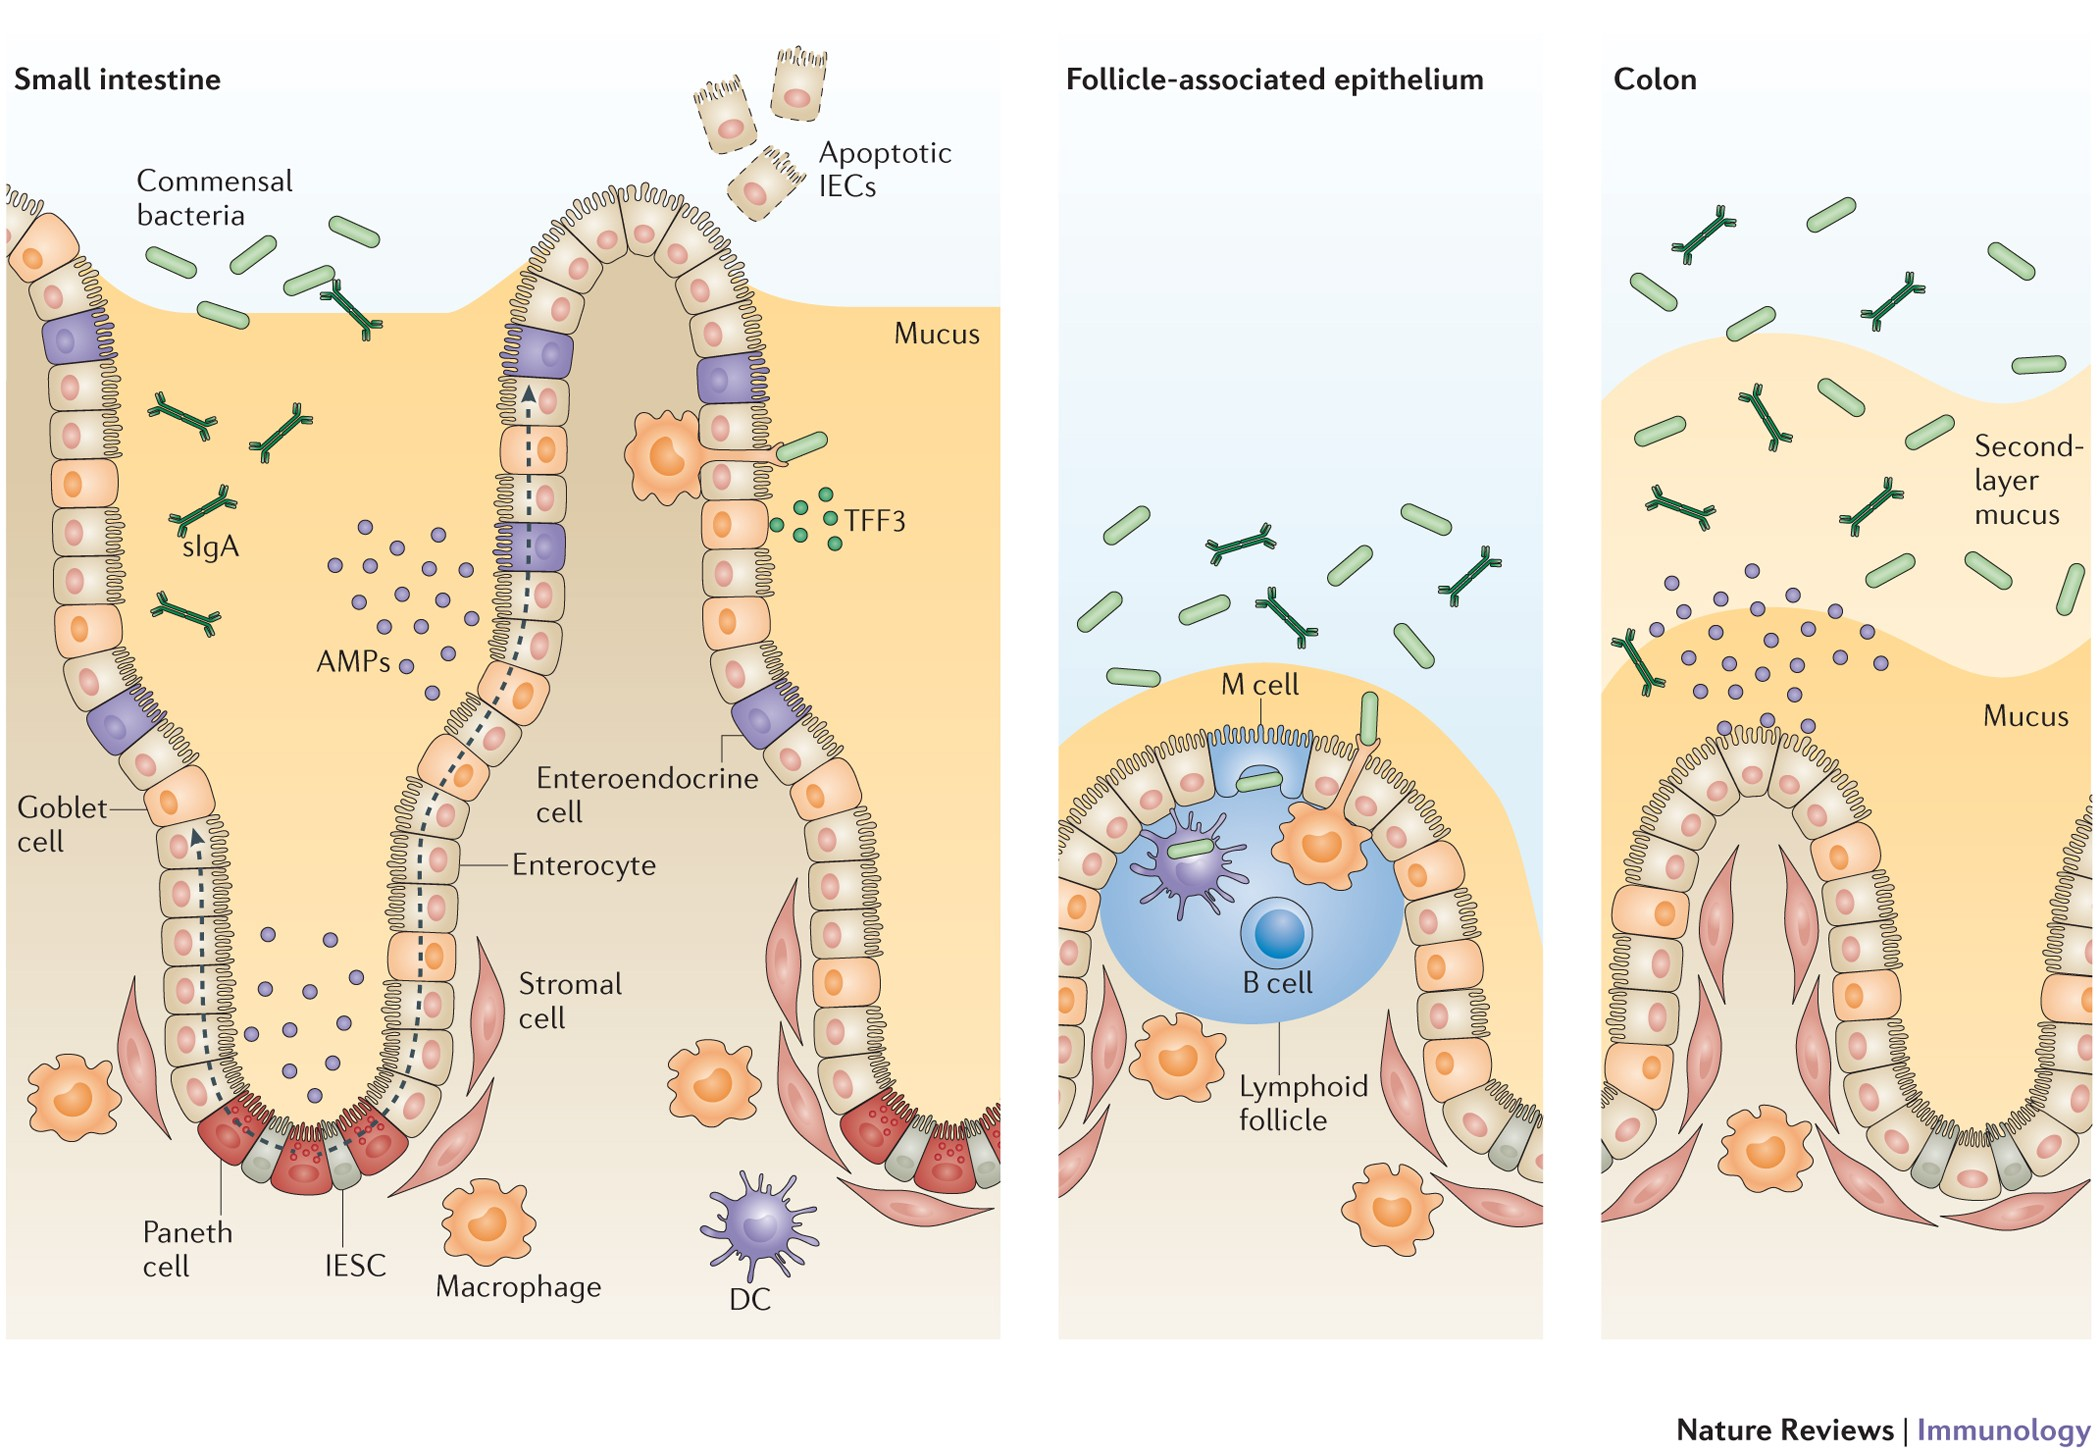 Small intestine
Commensal
bacteria
Apoptotic
IECs
Mucus
TFF3
sIgA
AMPs
Enteroendocrine
cell
Goblet
cell
Enterocyte
Stromal
cell
Paneth
cell
IESC
Macrophage
DC
Follicle-associated epithelium
M cell
B cell
Lymphoid
follicle
Colon
Second-
layer
mucus
Mucus
Nature Reviews | Immunology